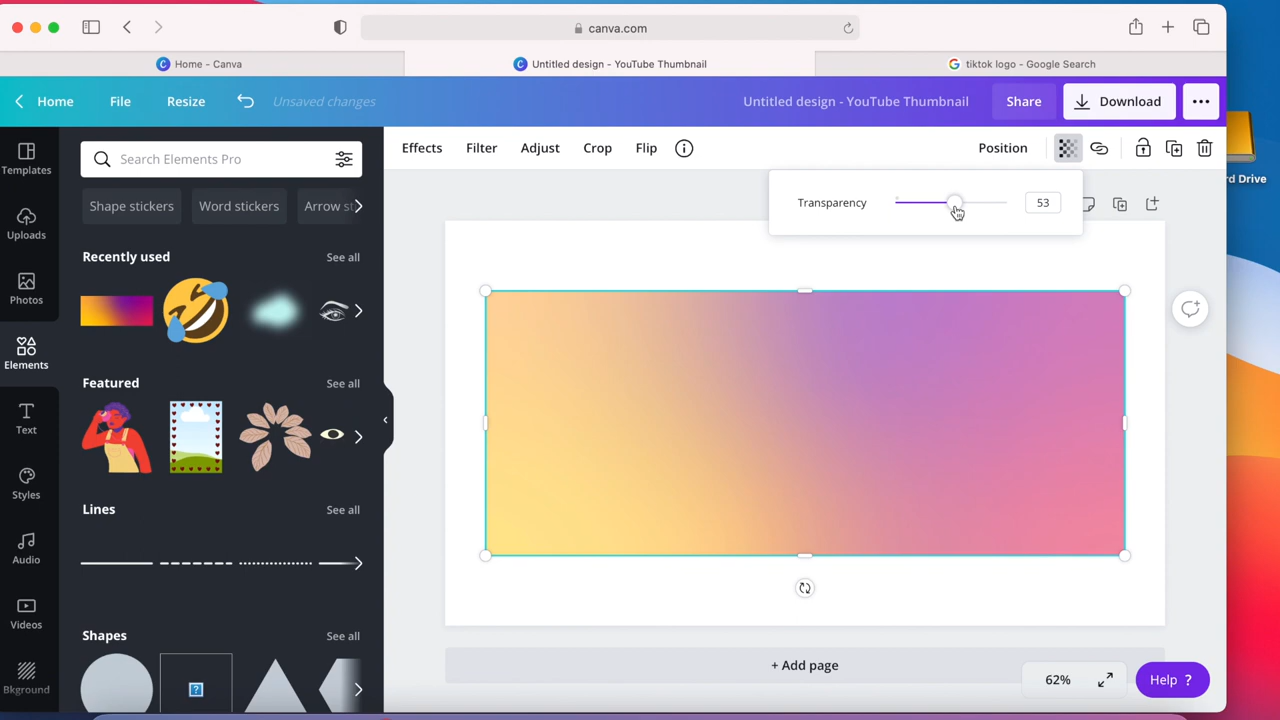 canva.com
Home - Canva
Untitled design - YouTube Thumbnail
tiktok logo - Google Search
Home
File
Resize
Unsaved changes
Untitled design - YouTube Thumbnail
Share
Download
Templates
Uploads
Photos
Elements
Text
Styles
Audio
Videos
Bkground
Search Elements Pro
Shape stickers
Word stickers
Arrow st
Recently used
See all
Featured
See all
Lines
See all
Shapes
See all
Effects
Filter
Adjust
Crop
Flip
Position
Transparency
53
+ Add page
62%
Help ?
rd Drive